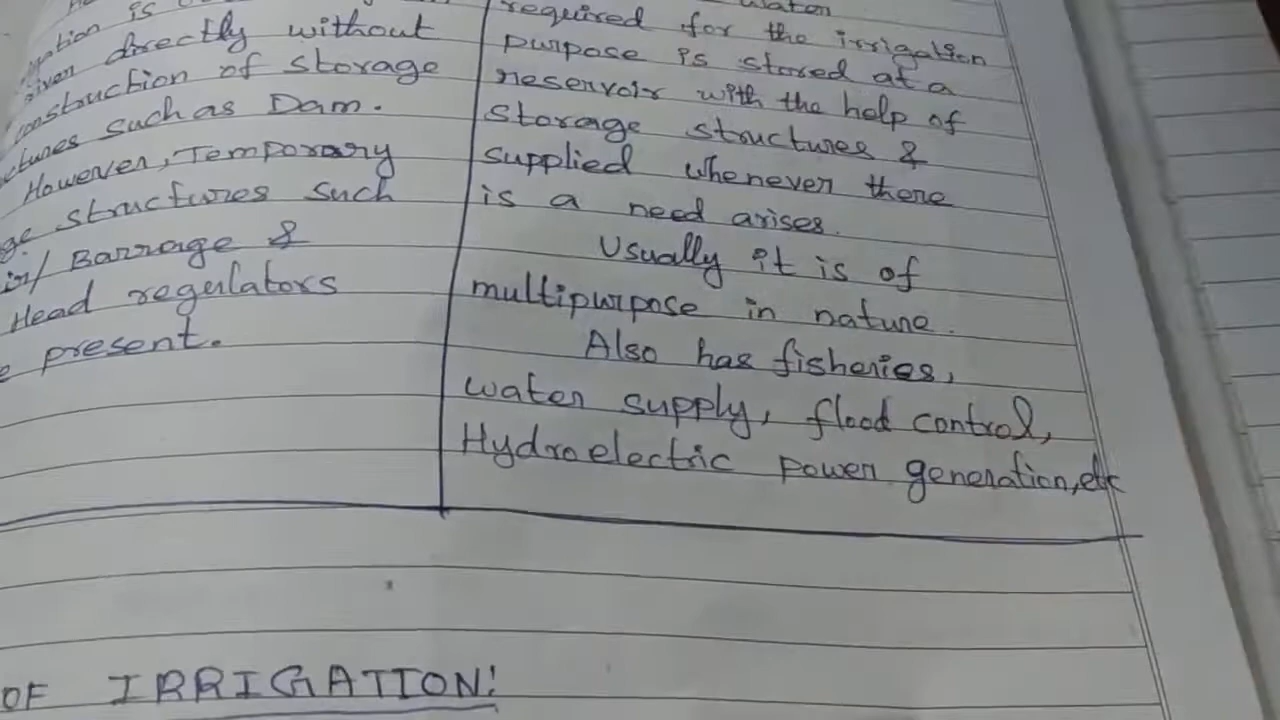 is
directly without
construction of storage
such as Dam.
However, Temporary
structures such
Barrage &
Head regulators
present.
water
required for the irrigation
purpose is stored at a
reservoir with the help of
storage structures &
supplied whenever there
is a need arises.
Usually it is of
multipurpose in nature.
Also has fisheries,
water supply, flood control,
Hydroelectric power generation, etc
OF IRRIGATION: